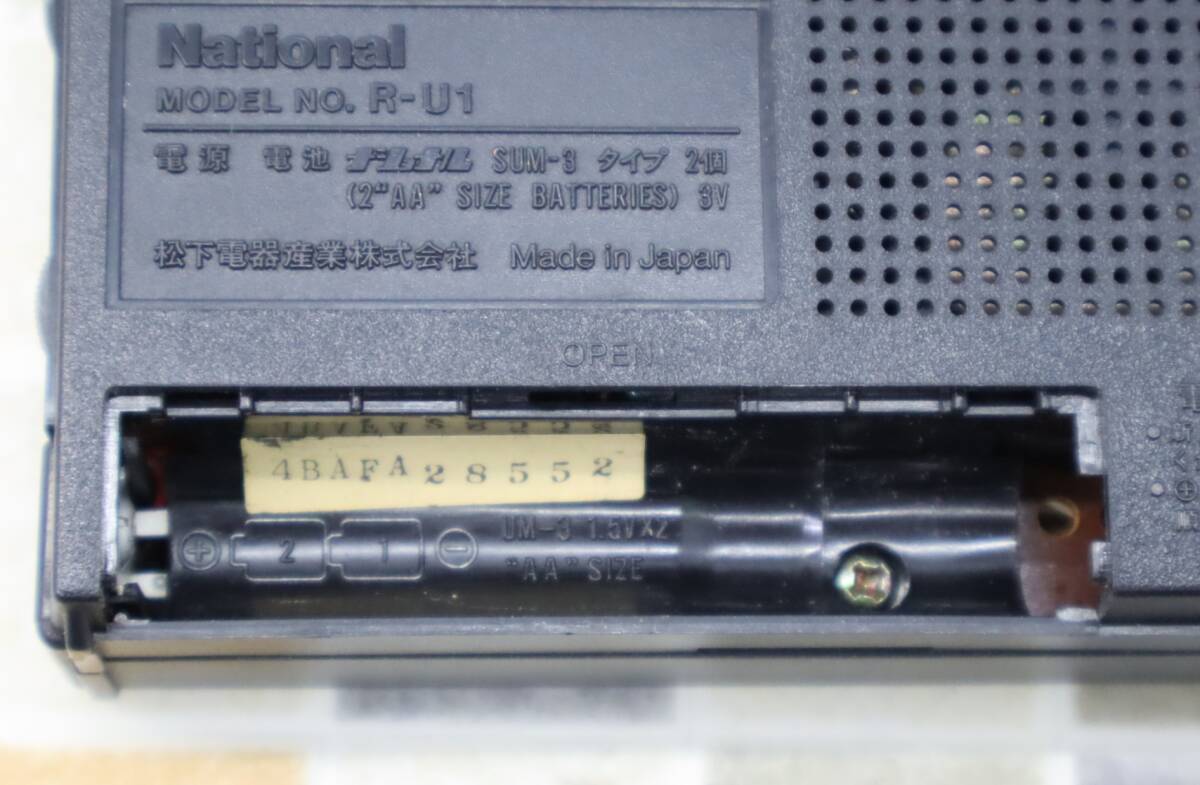 National
MODEL NO. R-U1
電源 電池 ナショナル SUM-3 タイプ 2個
(2“AA” SIZE BATTERIES) 3V
松下電器産業株式会社 Made in Japan
OPEN
4BAFA28552
+ 2 1 − UM-3 1.5V×2
“AA” SIZE